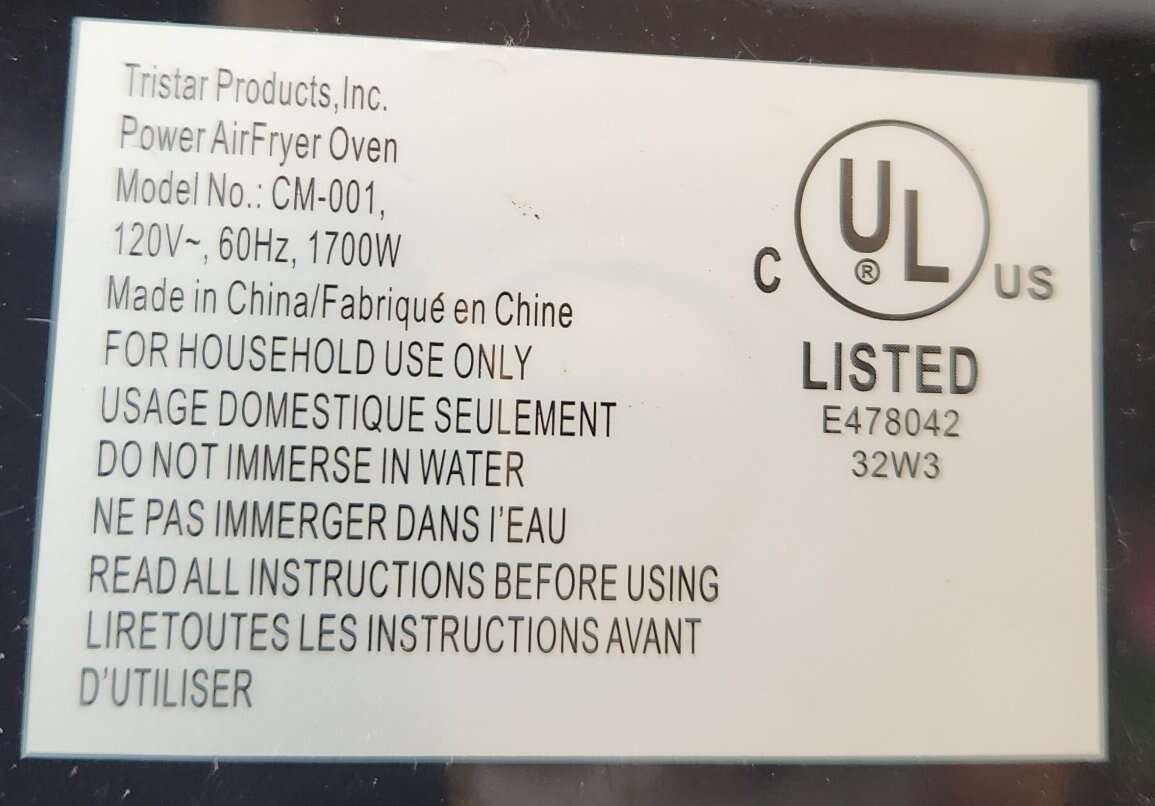 Tristar Products,Inc.
Power AirFryer Oven
Model No.: CM-001,
120V~, 60Hz, 1700W
Made in China/Fabriqué en Chine
FOR HOUSEHOLD USE ONLY
USAGE DOMESTIQUE SEULEMENT
DO NOT IMMERSE IN WATER
NE PAS IMMERGER DANS l'EAU
READ ALL INSTRUCTIONS BEFORE USING
LIRETOUTES LES INSTRUCTIONS AVANT
D'UTILISER
C UL® US
LISTED
E478042
32W3